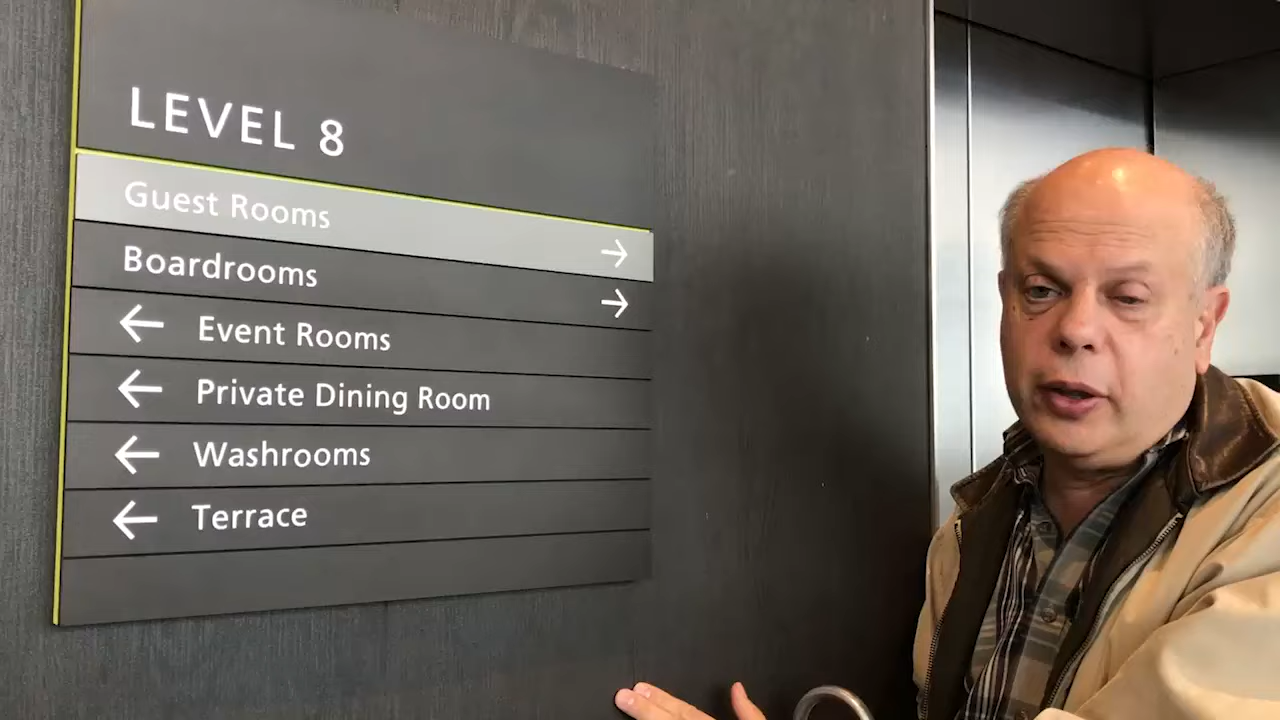 LEVEL 8
Guest Rooms →
Boardrooms →
← Event Rooms
← Private Dining Room
← Washrooms
← Terrace